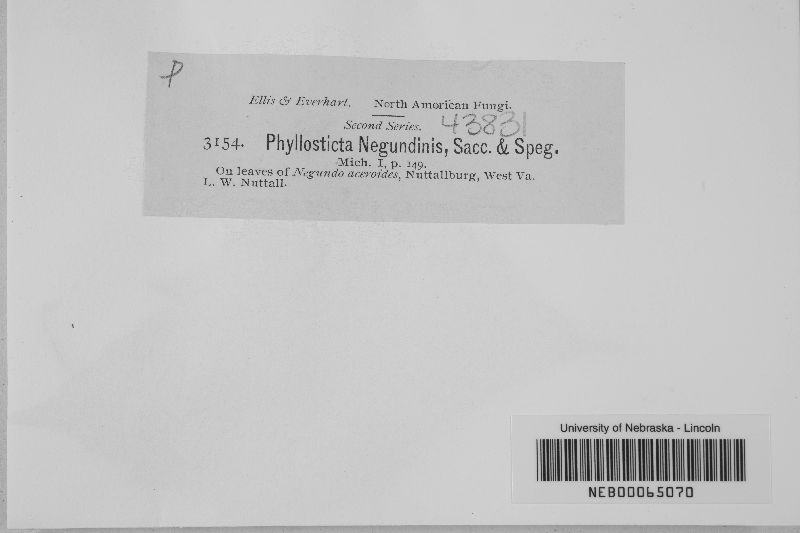 P
Ellis & Everhart. North American Fungi.
Second Series. 43831
3154. Phyllosticta Negundinis, Sacc. & Speg.
Mich. I, p. 149.
On leaves of Negundo aceroides, Nuttallburg, West Va.
L. W. Nuttall.
University of Nebraska - Lincoln
NEB00065070